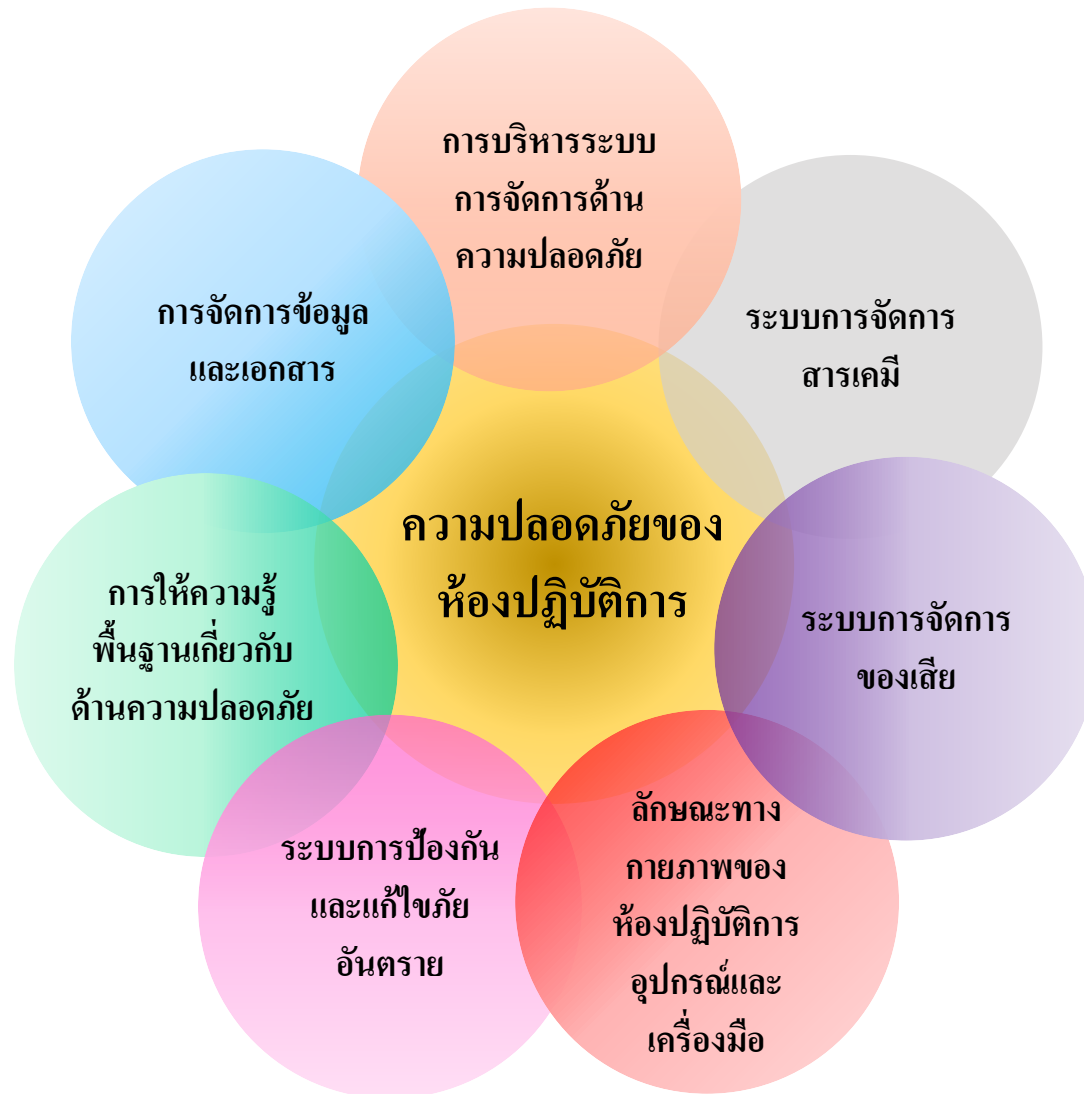 การบริหารระบบ
การจัดการด้าน
ความปลอดภัย
ระบบการจัดการ
สารเคมี
ระบบการจัดการ
ของเสีย
ลักษณะทาง
กายภาพของ
ห้องปฏิบัติการ
อุปกรณ์และ
เครื่องมือ
ระบบการป้องกัน
และแก้ไขภัย
อันตราย
การให้ความรู้
พื้นฐานเกี่ยวกับ
ด้านความปลอดภัย
การจัดการข้อมูล
และเอกสาร
ความปลอดภัยของ
ห้องปฏิบัติการ